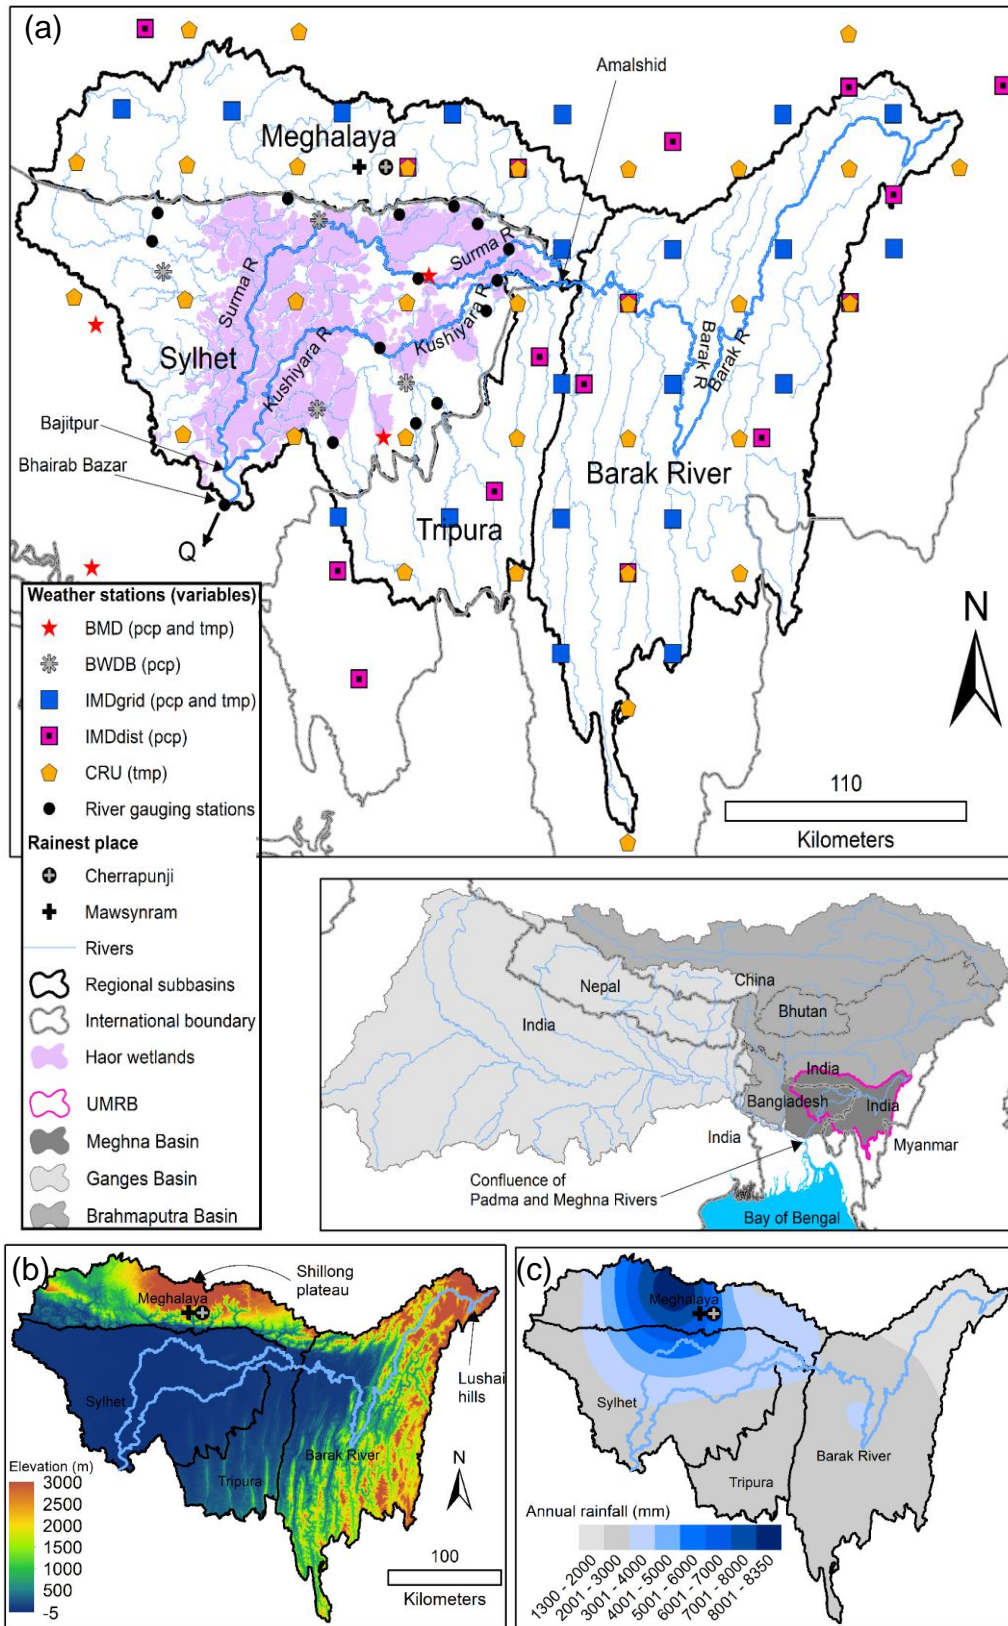 (a)
Amalshid
Meghalaya
Surma R
Surma R
Kushiyara R
Kushiyara R
Sylhet
Barak R
Barak R
Bajitpur
Bhairab Bazar
Barak River
Tripura
Q
N
110
Kilometers
Weather stations (variables)
BMD (pcp and tmp)
BWDB (pcp)
IMDgrid (pcp and tmp)
IMDdist (pcp)
CRU (tmp)
River gauging stations
Rainest place
Cherrapunji
Mawsynram
Rivers
Regional subbasins
International boundary
Haor wetlands
UMRB
Meghna Basin
Ganges Basin
Brahmaputra Basin
Nepal
China
India
Bhutan
India
Bangladesh
India
India
Myanmar
Confluence of
Padma and Meghna Rivers
Bay of Bengal
(b)
Shillong
plateau
Meghalaya
Lushai
hills
Sylhet
Barak River
Tripura
N
Elevation (m)
3000
2500
2000
1500
1000
500
-5
100
Kilometers
(c)
Meghalaya
Sylhet
Barak River
Tripura
Annual rainfall (mm)
1300 - 2000
2001 - 3000
3001 - 4000
4001 - 5000
5001 - 6000
6001 - 7000
7001 - 8000
8001 - 8350